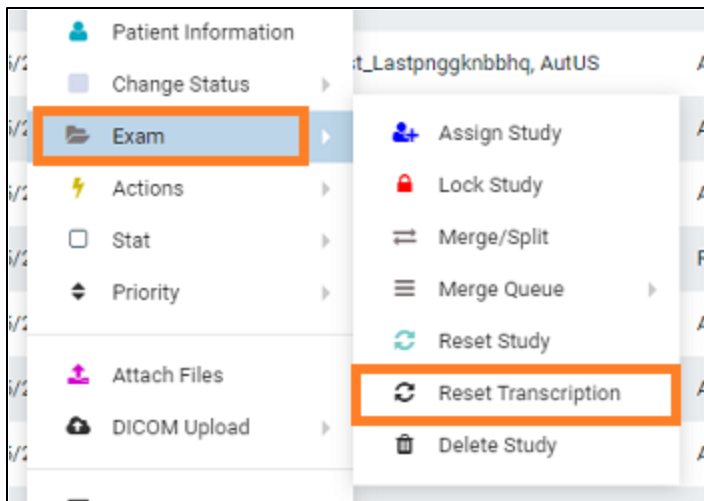 Patient Information
t_Lastpnggknbbhq, AutUS
Change Status
Exam
Assign Study
Actions
Lock Study
Stat
Merge/Split
Priority
Merge Queue
Reset Study
Attach Files
Reset Transcription
DICOM Upload
Delete Study